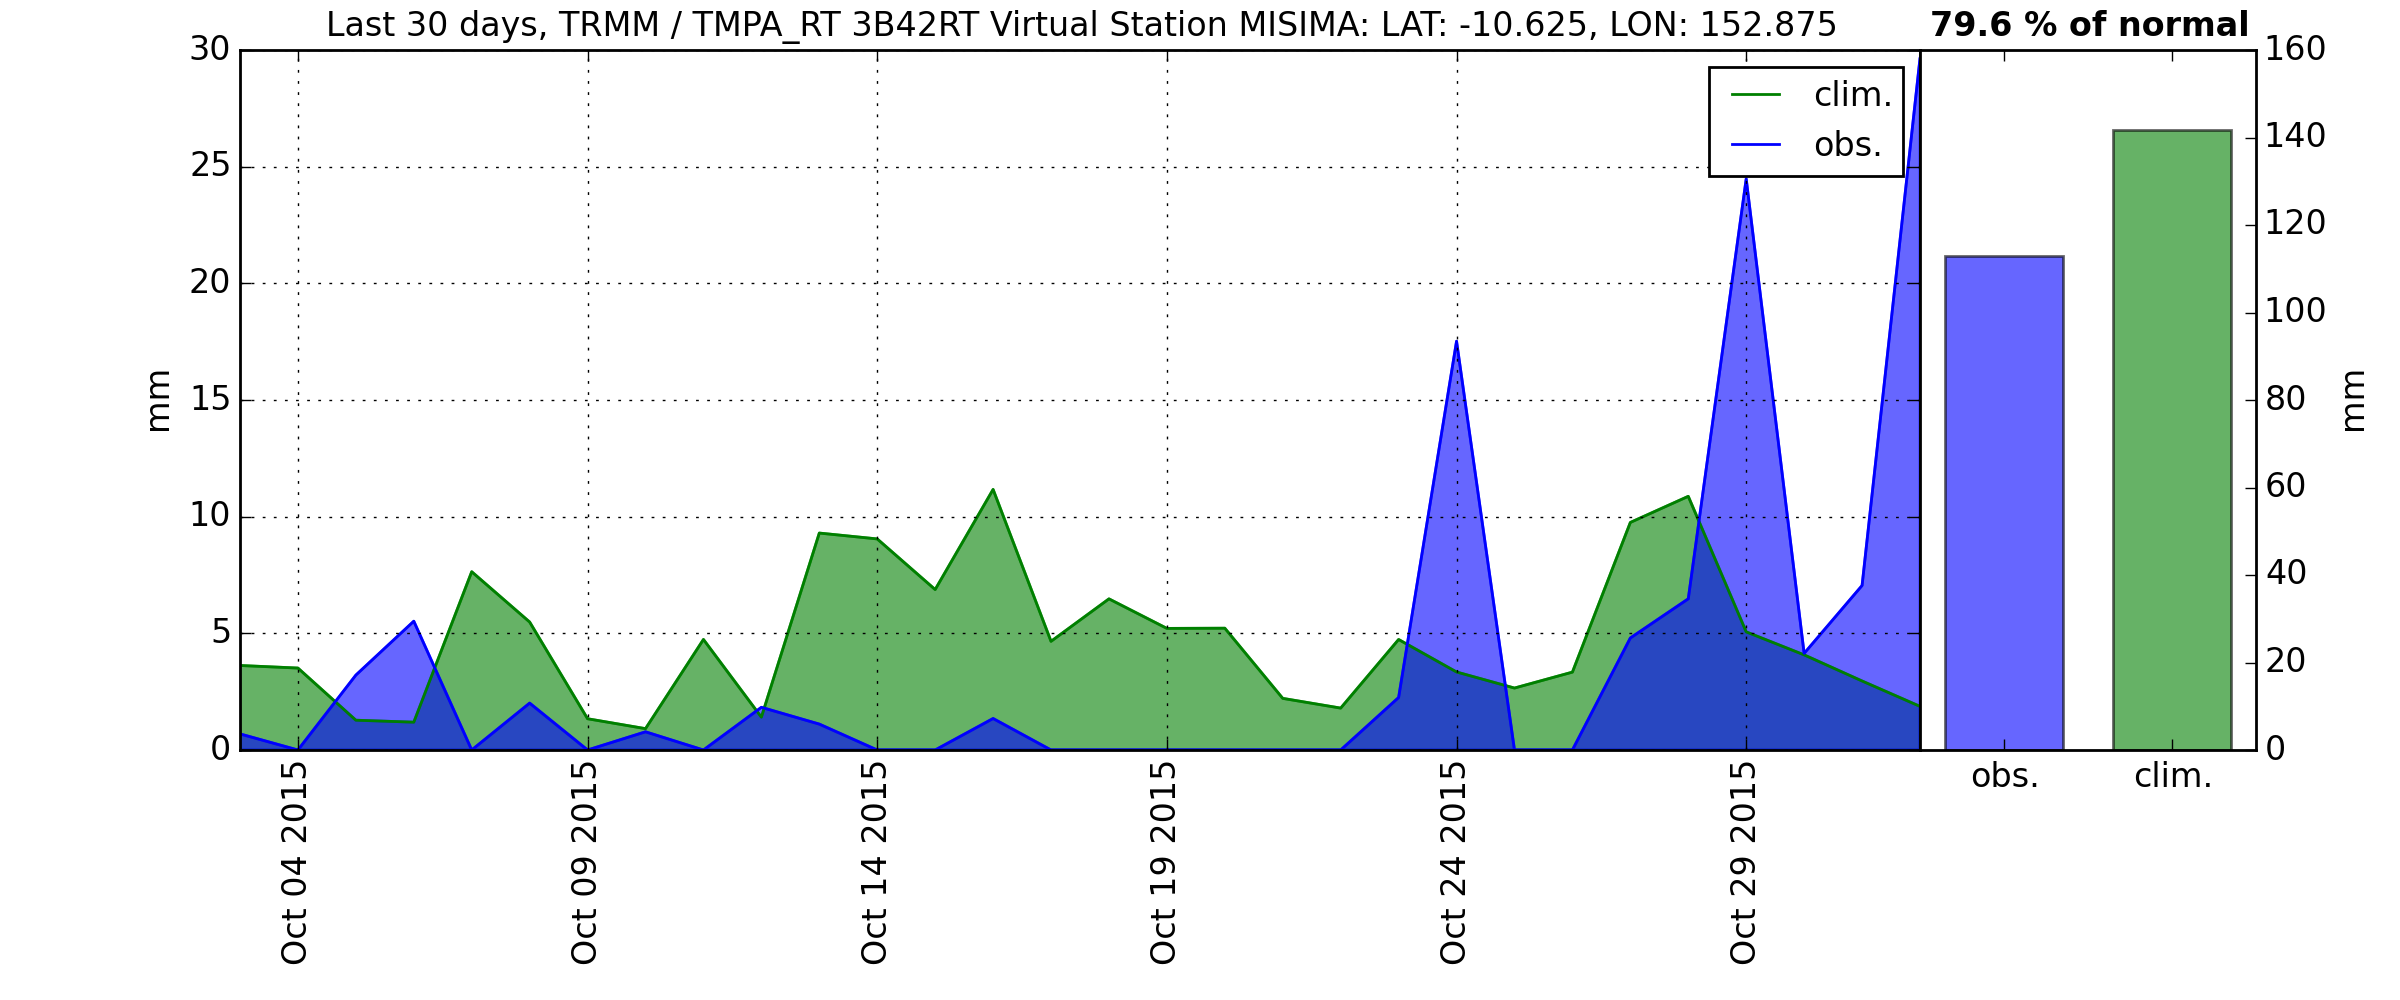 Last 30 days, TRMM / TMPA_RT 3B42RT Virtual Station MISIMA: LAT: -10.625, LON: 152.875
79.6 % of normal
clim.
obs.
mm
30
25
20
15
10
5
0
Oct 04 2015
Oct 09 2015
Oct 14 2015
Oct 19 2015
Oct 24 2015
Oct 29 2015
160
140
120
100
80
60
40
20
0
mm
obs.
clim.